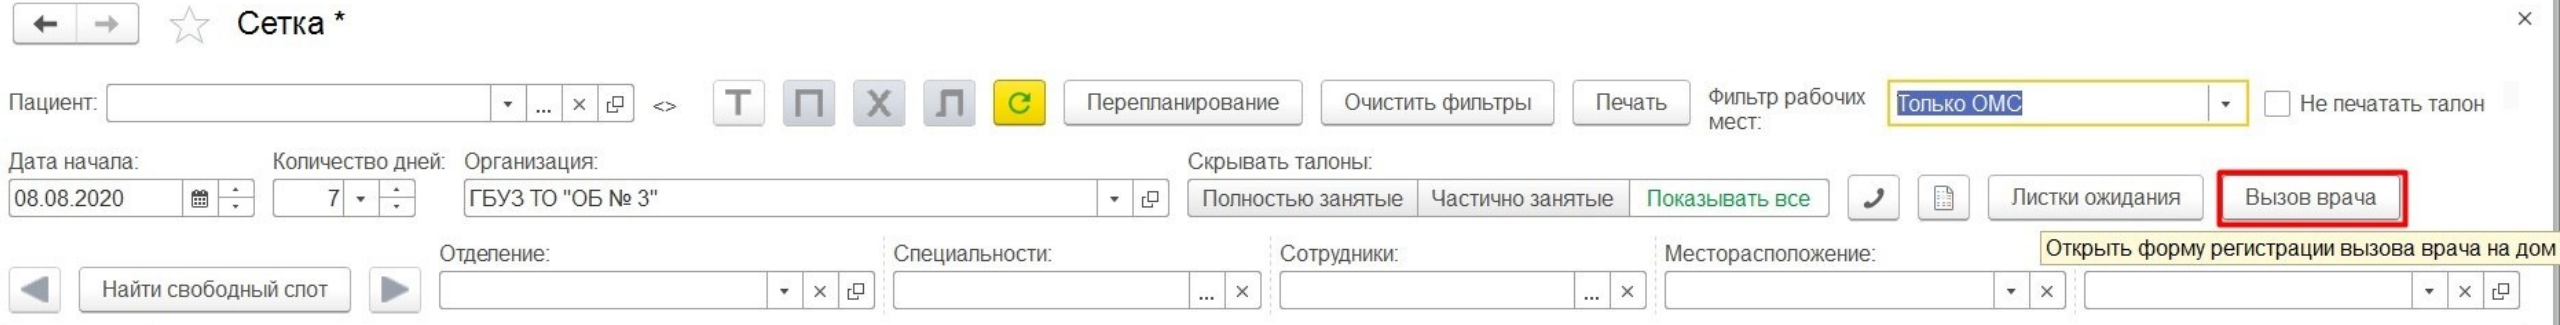 Сетка *
Пациент: ... <> Т П Х Л Перепланирование Очистить фильтры Печать Фильтр рабочих мест: Только ОМС Не печатать талон
Дата начала: Количество дней: Организация: Скрывать талоны:
08.08.2020 7 ГБУЗ ТО "ОБ № 3" Полностью занятые Частично занятые Показывать все Листки ожидания Вызов врача
Отделение: Специальности: Сотрудники: Месторасположение: Открыть форму регистрации вызова врача на дом
Найти свободный слот ... ...